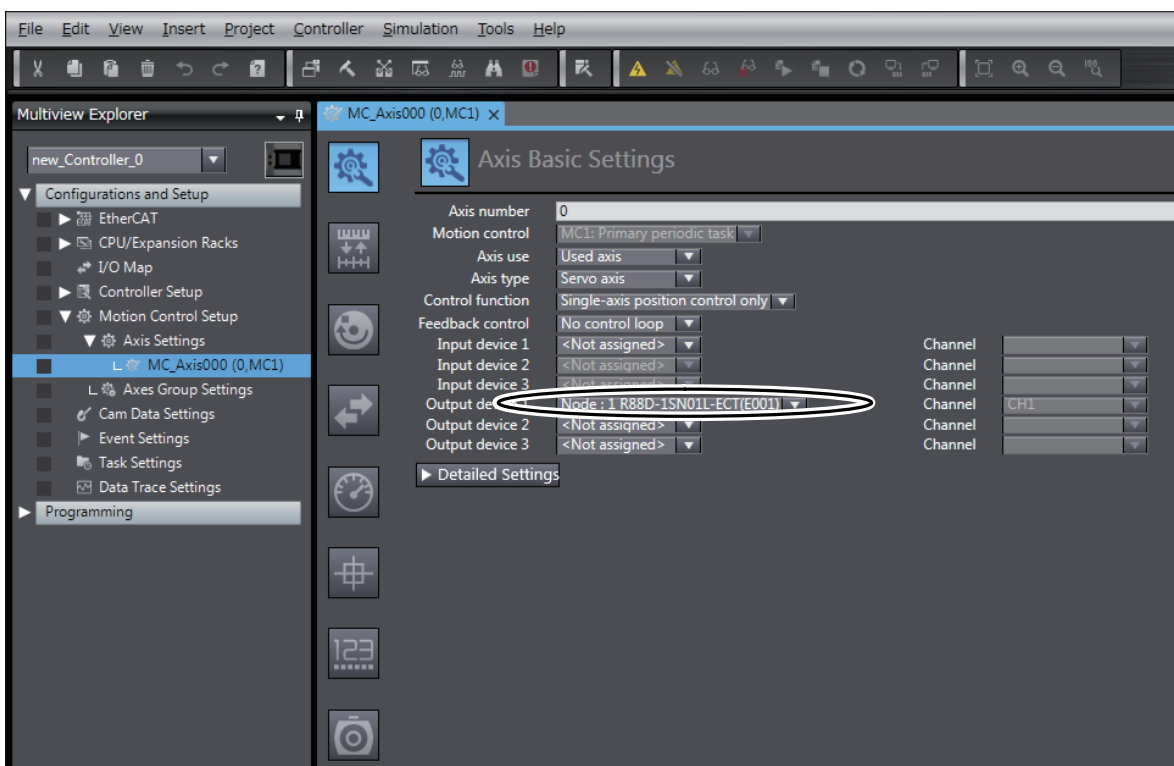 File Edit View Insert Project Controller Simulation Tools Help
Multiview Explorer
MC_Axis000 (0,MC1)
new_Controller_0
Axis Basic Settings
Configurations and Setup
EtherCAT
CPU/Expansion Racks
I/O Map
Controller Setup
Motion Control Setup
Axis Settings
MC_Axis000 (0,MC1)
Axes Group Settings
Cam Data Settings
Event Settings
Task Settings
Data Trace Settings
Programming
Axis number 0
Motion control MC1: Primary periodic task
Axis use Used axis
Axis type Servo axis
Control function Single-axis position control only
Feedback control No control loop
Input device 1 <Not assigned> Channel
Input device 2 <Not assigned> Channel
Input device 3 <Not assigned> Channel
Output de 1 Node : 1 R88D-1SN01L-ECT(E001) Channel CH1
Output device 2 <Not assigned> Channel
Output device 3 <Not assigned> Channel
Detailed Settings
123